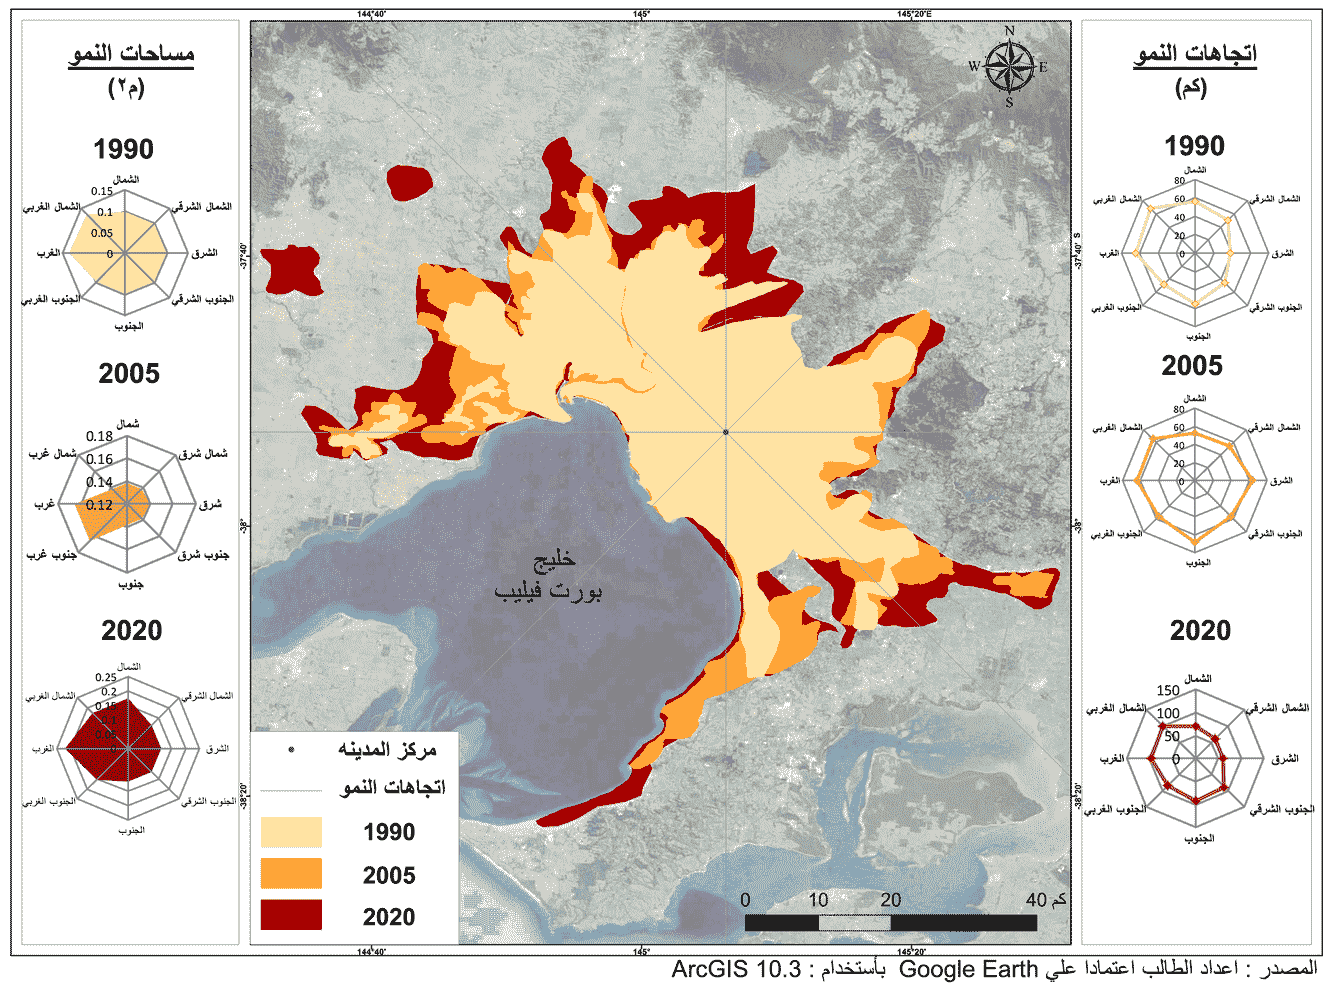 144°40'
145°
145°20'E
مساحات النمو
(م٢)
1990
الشمال
الشمال الشرقي
الشرق
الجنوب الشرقي
الجنوب
الجنوب الغربي
الغرب
الشمال الغربي
0.15
0.1
0.05
0
2005
شمال
شمال شرق
شرق
جنوب شرق
جنوب
جنوب غرب
غرب
شمال غرب
0.18
0.16
0.14
0.12
2020
الشمال
الشمال الشرقي
الشرق
الجنوب الشرقي
الجنوب
الجنوب الغربي
الغرب
الشمال الغربي
0.25
0.2
0.15
0.1
N
W E
S
-37°40'
-38°
-38°20'
خليج
بورت فيليب
مركز المدينه
اتجاهات النمو
1990
2005
2020
0 10 20 40 كم
-37°40' S
-38°
-38°20'
144°40'
145°
145°20'
اتجاهات النمو
(كم)
1990
الشمال
الشمال الشرقي
الشرق
الجنوب الشرقي
الجنوب
الجنوب الغربي
الغرب
الشمال الغربي
80
60
40
20
0
2005
الشمال
الشمال الشرقي
الشرق
الجنوب الشرقي
الجنوب
الجنوب الغربي
الغرب
الشمال الغربي
80
60
40
20
0
2020
الشمال
الشمال الشرقي
الشرق
الجنوب الشرقي
الجنوب
الجنوب الغربي
الغرب
الشمال الغربي
150
100
50
0
المصدر : اعداد الطالب اعتمادا علي Google Earth بأستخدام : ArcGIS 10.3